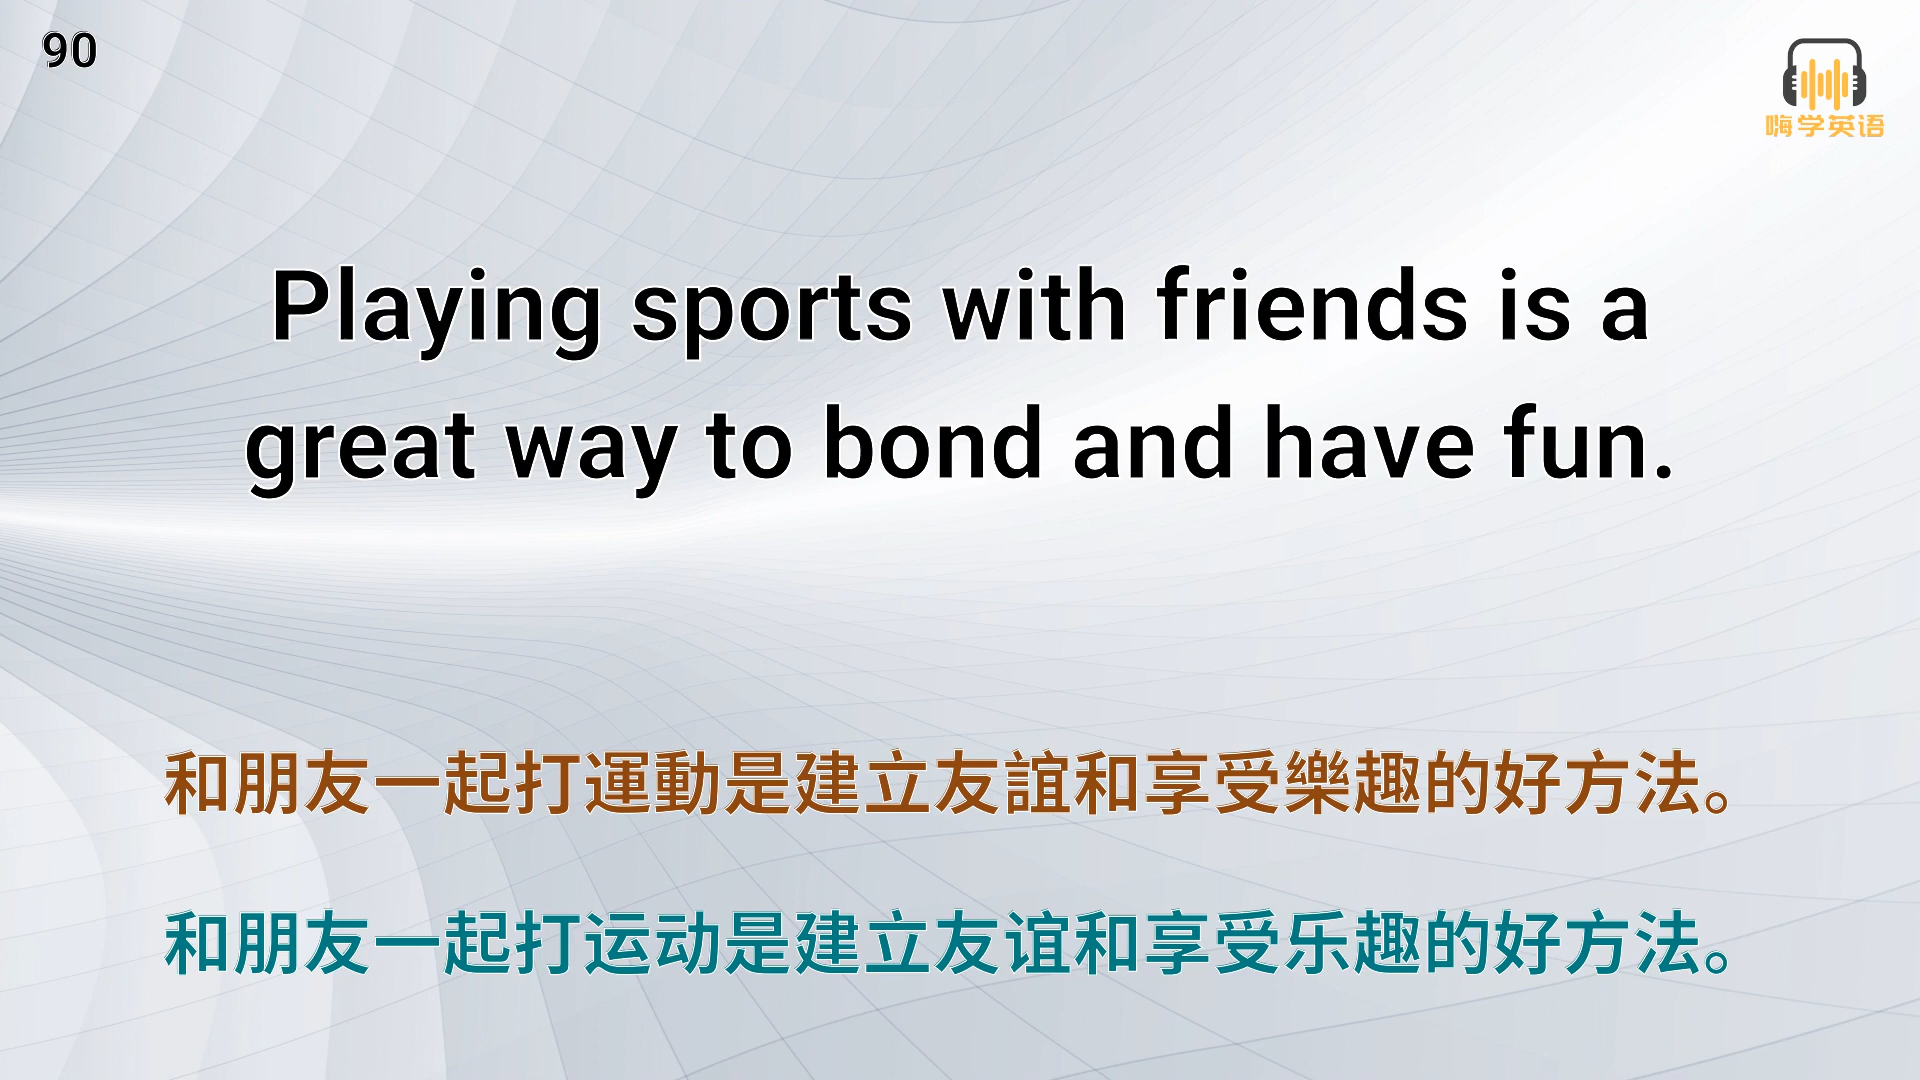 90
嗨学英语
Playing sports with friends is a
great way to bond and have fun.
和朋友一起打運動是建立友誼和享受樂趣的好方法。
和朋友一起打运动是建立友谊和享受乐趣的好方法。